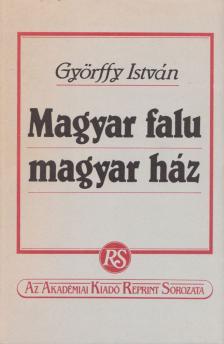 Györffy István
Magyar falu
magyar ház
RS
AZ AKADÉMIAI KIADÓ REPRINT SOROZATA